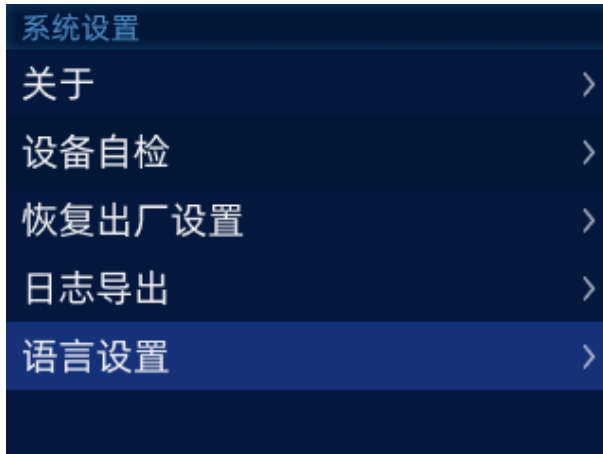 系统设置
关于
设备自检
恢复出厂设置
日志导出
语言设置